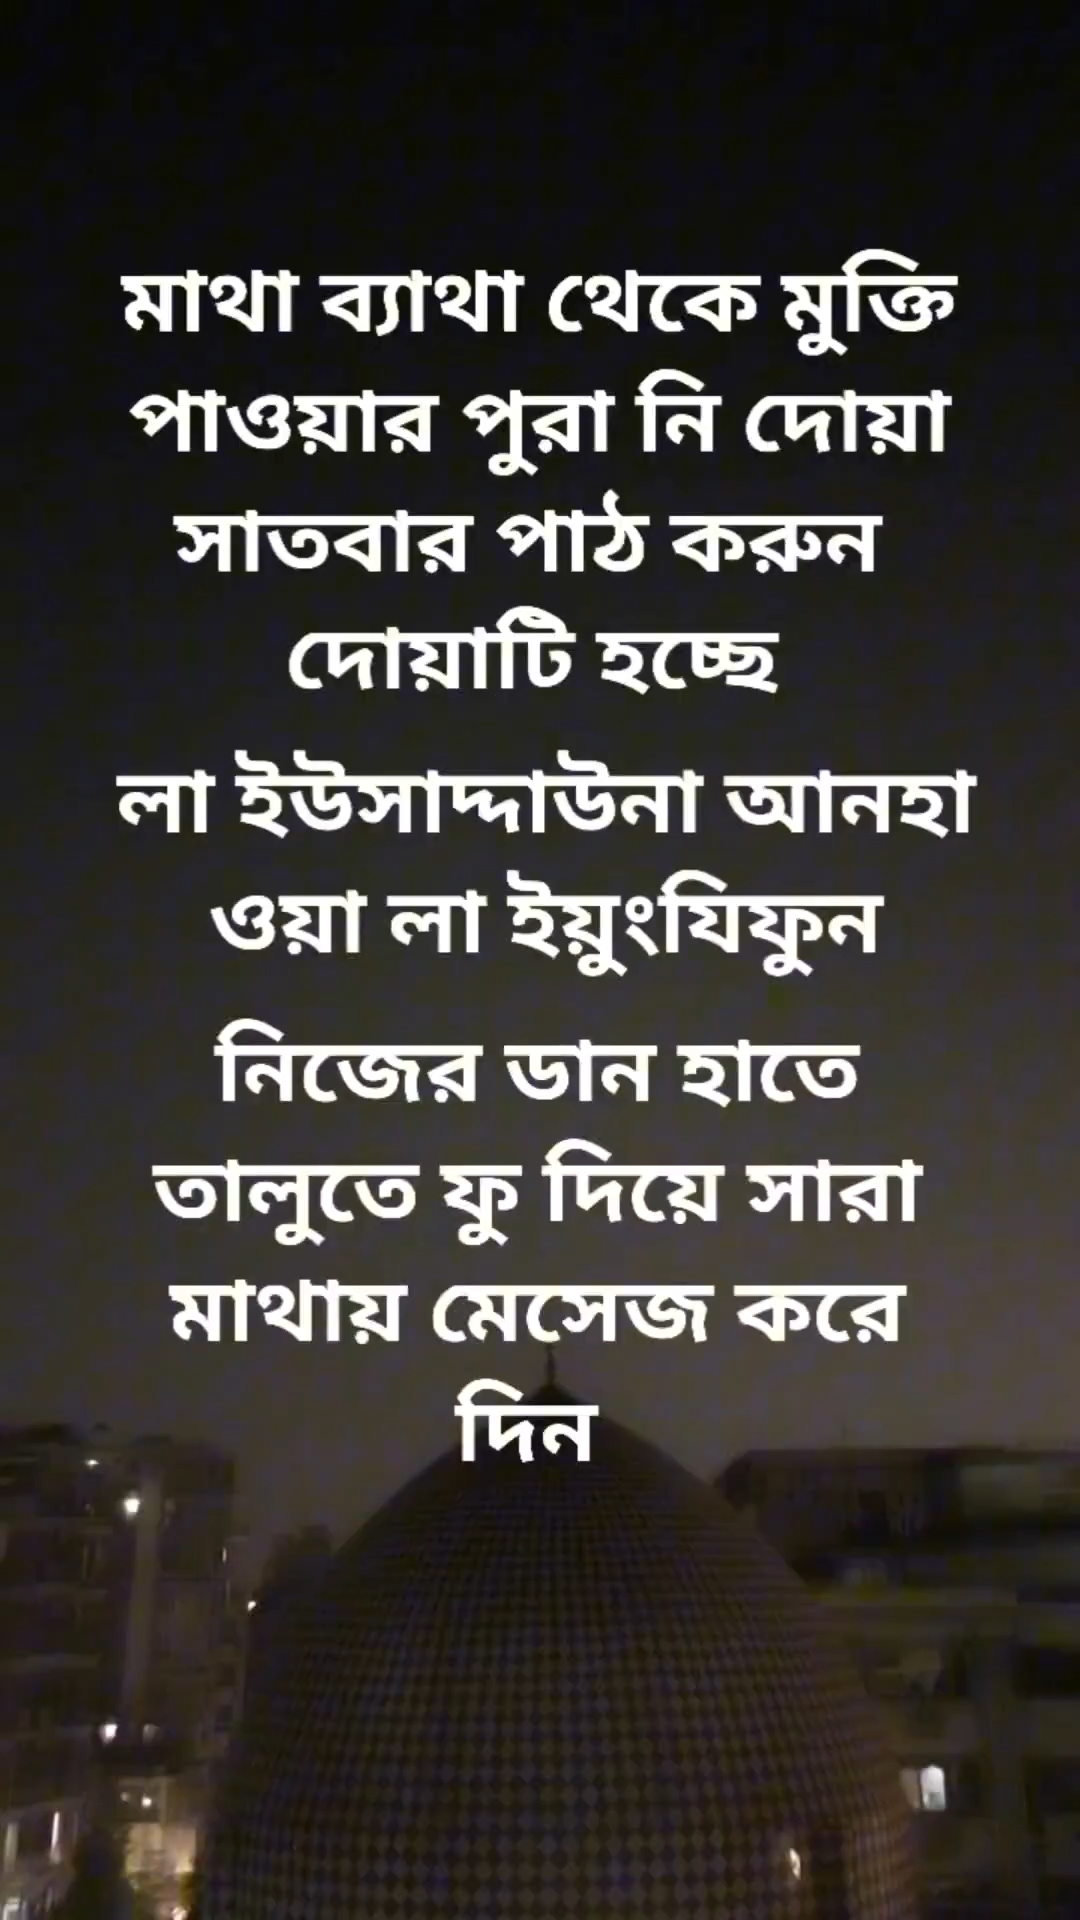 মাথা ব্যাথা থেকে মুক্তি
পাওয়ার পুরা নি দোয়া
সাতবার পাঠ করুন
দোয়াটি হচ্ছে
লা ইউসাদ্দাউনা আনহা
ওয়া লা ইয়ুংযিফুন
নিজের ডান হাতে
তালুতে ফু দিয়ে সারা
মাথায় মেসেজ করে
দিন